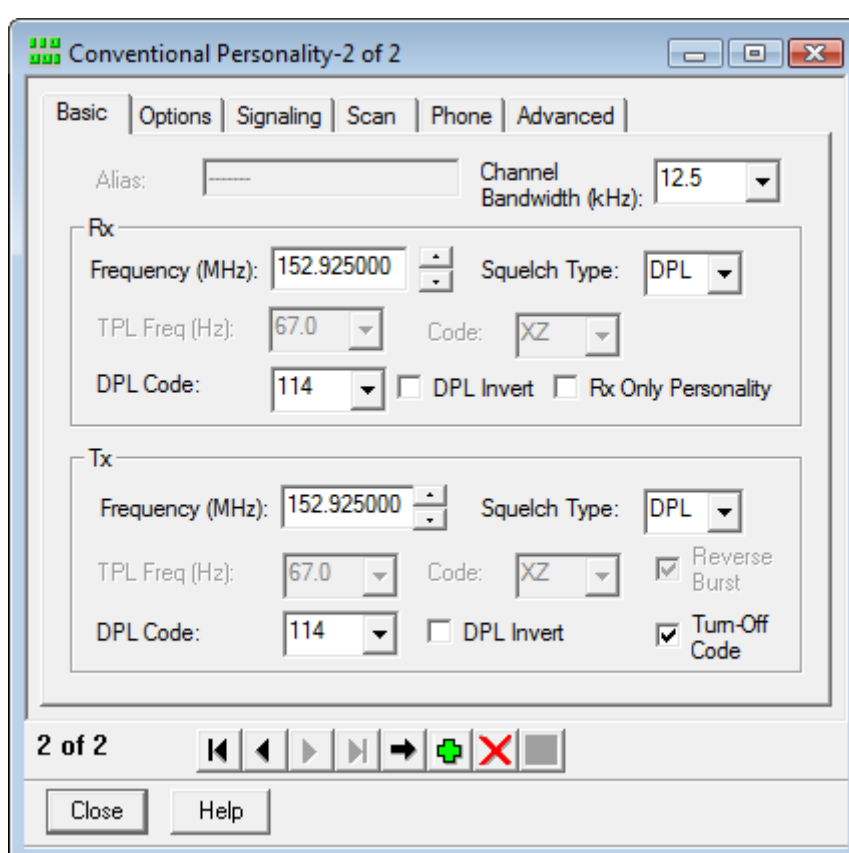 Conventional Personality-2 of 2
Basic Options Signaling Scan Phone Advanced
Alias: ------- Channel Bandwidth (kHz): 12.5
Rx
Frequency (MHz): 152.925000 Squelch Type: DPL
TPL Freq (Hz): 67.0 Code: XZ
DPL Code: 114 DPL Invert Rx Only Personality
Tx
Frequency (MHz): 152.925000 Squelch Type: DPL
TPL Freq (Hz): 67.0 Code: XZ Reverse Burst
DPL Code: 114 DPL Invert Turn-Off Code
2 of 2
Close Help